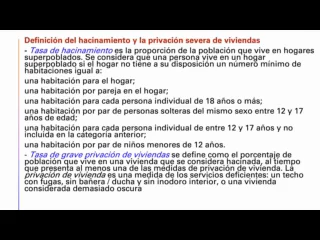 Definición del hacinamiento y la privación severa de viviendas
- Tasa de hacinamiento es la proporción de la población que vive en hogares
superpoblados. Se considera que una persona vive en un hogar
superpoblado si el hogar no tiene a su disposición un número mínimo de
habitaciones igual a:
una habitación para el hogar;
una habitación por pareja en el hogar;
una habitación para cada persona individual de 18 años o más;
una habitación por par de personas solteras del mismo sexo entre 12 y 17
años de edad;
una habitación para cada persona individual de entre 12 y 17 años y no
incluida en la categoría anterior;
una habitación por par de niños menores de 12 años.
- Tasa de grave privación de viviendas se define como el porcentaje de
población que vive en una vivienda que se considera hacinada, al tiempo
que presenta al menos una de las medidas de privación de vivienda. La
privación de vivienda es una medida de los servicios deficientes: un techo
con fugas, sin bañera / ducha y sin inodoro interior, o una vivienda
considerada demasiado oscura